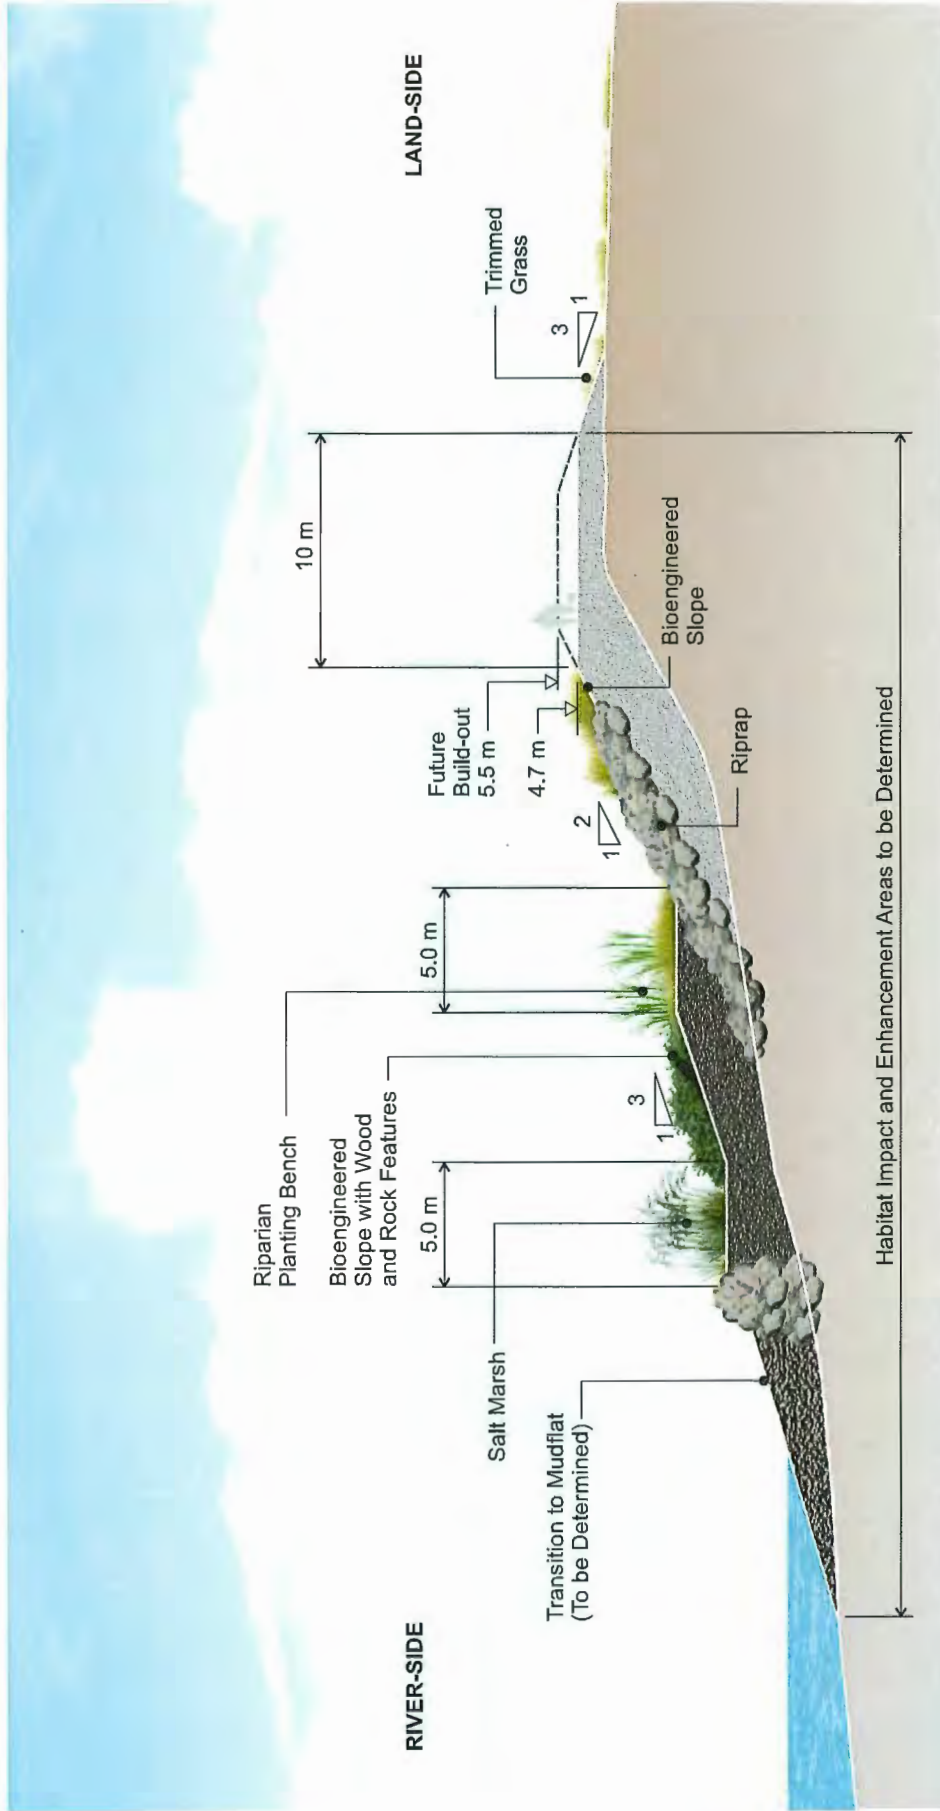 RIVER-SIDE
LAND-SIDE
Riparian
Planting Bench
Bioengineered
Slope with Wood
and Rock Features
Salt Marsh
Transition to Mudflat
(To be Determined)
5.0 m
5.0 m
3
1
2
1
Future
Build-out
5.5 m
4.7 m
10 m
Trimmed
Grass
3
1
Bioengineered
Slope
Riprap
Habitat Impact and Enhancement Areas to be Determined